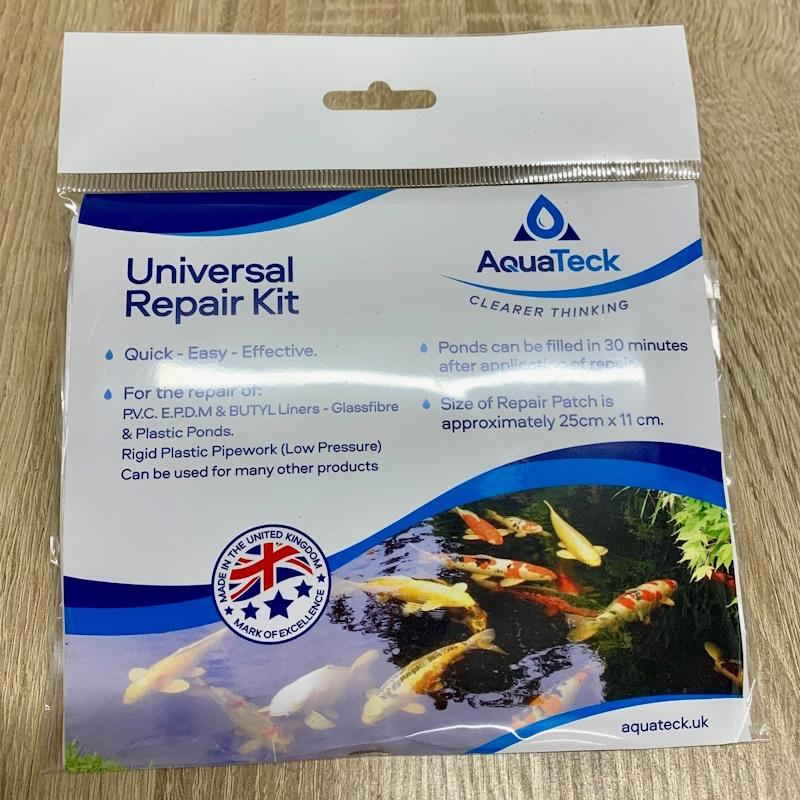 Universal
Repair Kit
Quick - Easy - Effective.
For the repair of:
P.V.C. E.P.D.M & BUTYL Liners - Glassfibre
& Plastic Ponds.
Rigid Plastic Pipework (Low Pressure)
Can be used for many other products
AquaTeck
CLEARER THINKING
Ponds can be filled in 30 minutes
after application of repair
Size of Repair Patch is
approximately 25cm x 11 cm.
MADE IN THE UNITED KINGDOM
MARK OF EXCELLENCE
aquateck.uk